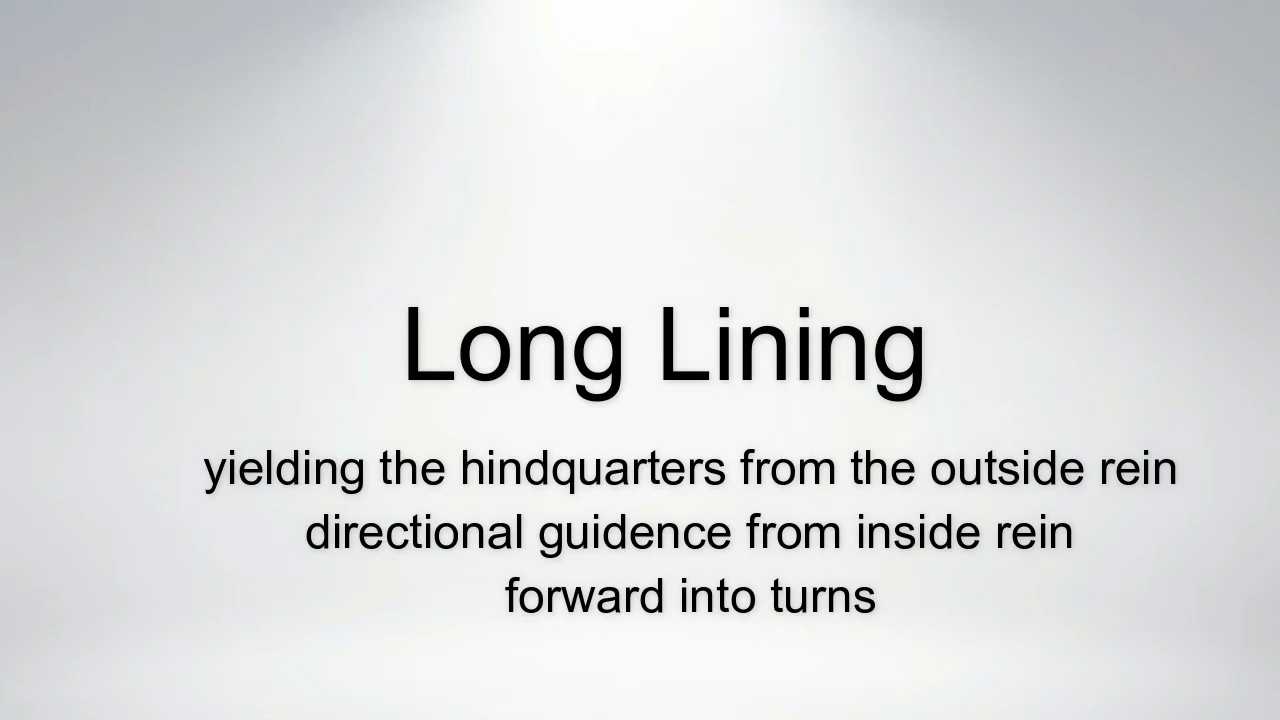 Long Lining
yielding the hindquarters from the outside rein
directional guidence from inside rein
forward into turns